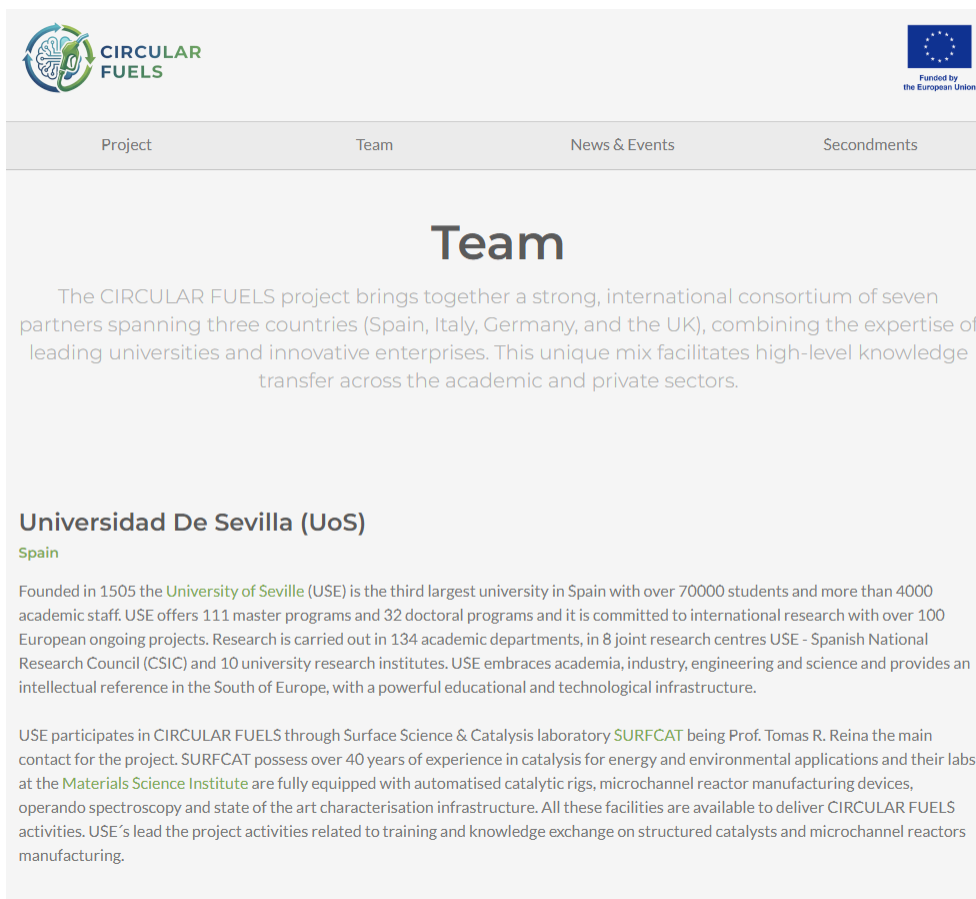 CIRCULAR
FUELS
Funded by
the European Union
Project
Team
News & Events
Secondments
Team
The CIRCULAR FUELS project brings together a strong, international consortium of seven
partners spanning three countries (Spain, Italy, Germany, and the UK), combining the expertise of
leading universities and innovative enterprises. This unique mix facilitates high-level knowledge
transfer across the academic and private sectors.
Universidad De Sevilla (UoS)
Spain
Founded in 1505 the University of Seville (USE) is the third largest university in Spain with over 70000 students and more than 4000
academic staff. USE offers 111 master programs and 32 doctoral programs and it is committed to international research with over 100
European ongoing projects. Research is carried out in 134 academic departments, in 8 joint research centres USE - Spanish National
Research Council (CSIC) and 10 university research institutes. USE embraces academia, industry, engineering and science and provides an
intellectual reference in the South of Europe, with a powerful educational and technological infrastructure.
USE participates in CIRCULAR FUELS through Surface Science & Catalysis laboratory SURFCAT being Prof. Tomas R. Reina the main
contact for the project. SURFCAT possess over 40 years of experience in catalysis for energy and environmental applications and their labs
at the Materials Science Institute are fully equipped with automatised catalytic rigs, microchannel reactor manufacturing devices,
operando spectroscopy and state of the art characterisation infrastructure. All these facilities are available to deliver CIRCULAR FUELS
activities. USE´s lead the project activities related to training and knowledge exchange on structured catalysts and microchannel reactors
manufacturing.